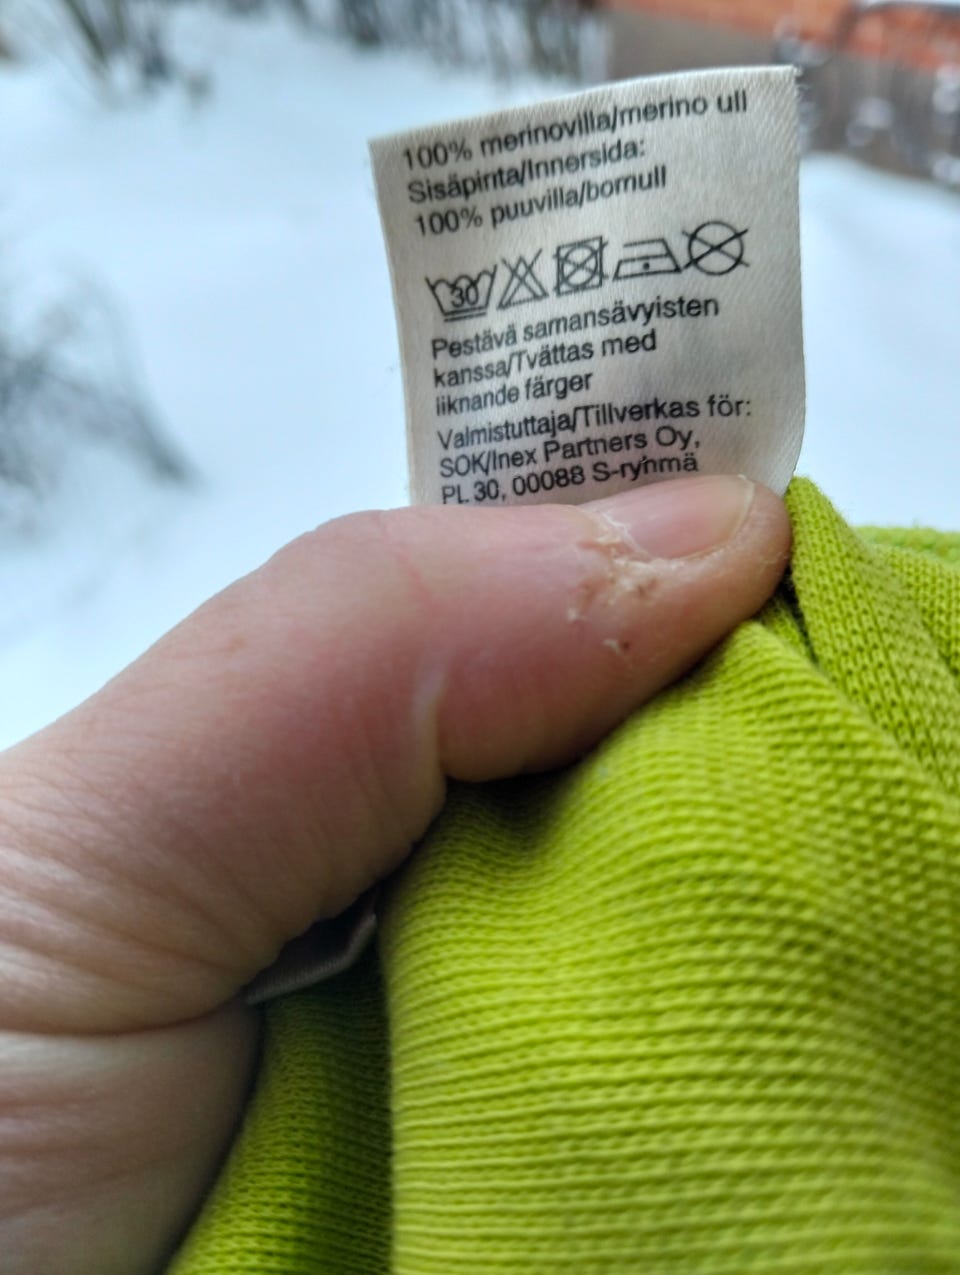 100% merinovilla/merino ull
Sisäpinta/Innersida:
100% puuvilla/bomull
30
Pestävä samansävyisten
kanssa/Tvättas med
liknande färger
Valmistuttaja/Tillverkas för:
SOK/Inex Partners Oy,
PL 30, 00088 S-ryhmä